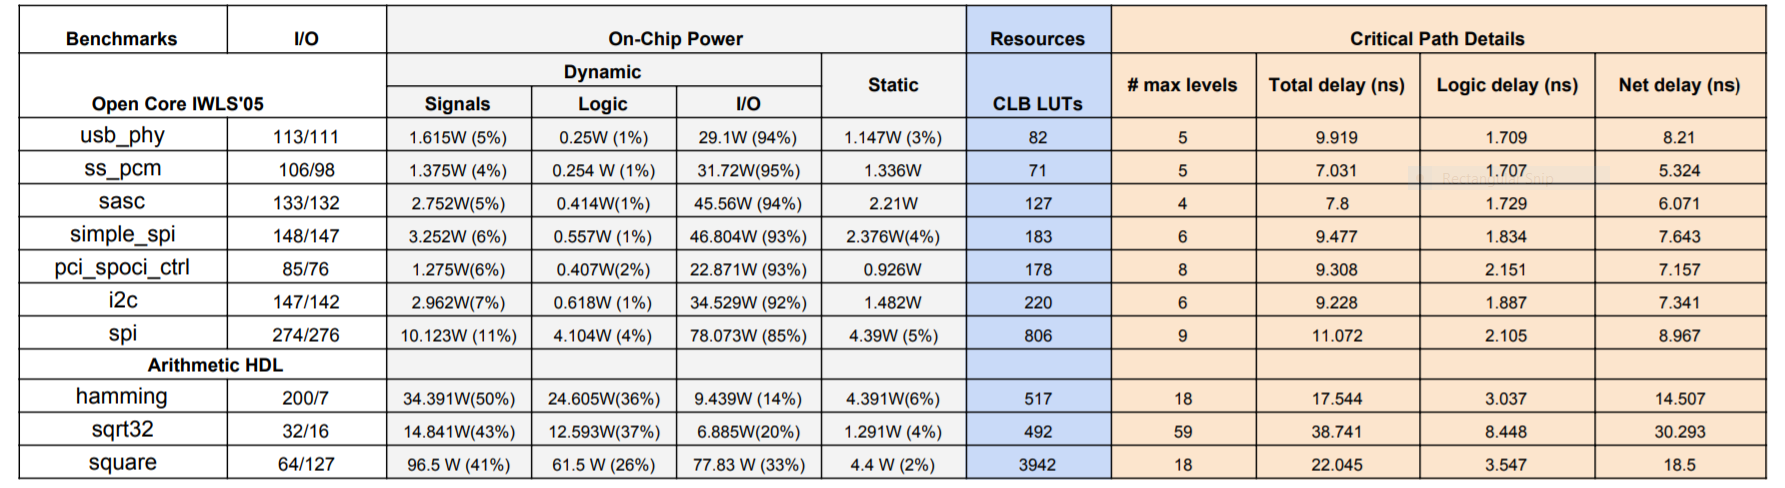 Benchmarks I/O On-Chip Power Resources Critical Path Details
Open Core IWLS'05 Dynamic Static CLB LUTs # max levels Total delay (ns) Logic delay (ns) Net delay (ns)
Signals Logic I/O
usb_phy 113/111 1.615W (5%) 0.25W (1%) 29.1W (94%) 1.147W (3%) 82 5 9.919 1.709 8.21
ss_pcm 106/98 1.375W (4%) 0.254 W (1%) 31.72W(95%) 1.336W 71 5 7.031 1.707 5.324
Rectangular Snip
sasc 133/132 2.752W(5%) 0.414W(1%) 45.56W (94%) 2.21W 127 4 7.8 1.729 6.071
simple_spi 148/147 3.252W (6%) 0.557W (1%) 46.804W (93%) 2.376W(4%) 183 6 9.477 1.834 7.643
pci_spoci_ctrl 85/76 1.275W(6%) 0.407W(2%) 22.871W (93%) 0.926W 178 8 9.308 2.151 7.157
i2c 147/142 2.962W(7%) 0.618W (1%) 34.529W (92%) 1.482W 220 6 9.228 1.887 7.341
spi 274/276 10.123W (11%) 4.104W (4%) 78.073W (85%) 4.39W (5%) 806 9 11.072 2.105 8.967
Arithmetic HDL
hamming 200/7 34.391W(50%) 24.605W(36%) 9.439W (14%) 4.391W(6%) 517 18 17.544 3.037 14.507
sqrt32 32/16 14.841W(43%) 12.593W(37%) 6.885W(20%) 1.291W (4%) 492 59 38.741 8.448 30.293
square 64/127 96.5 W (41%) 61.5 W (26%) 77.83 W (33%) 4.4 W (2%) 3942 18 22.045 3.547 18.5